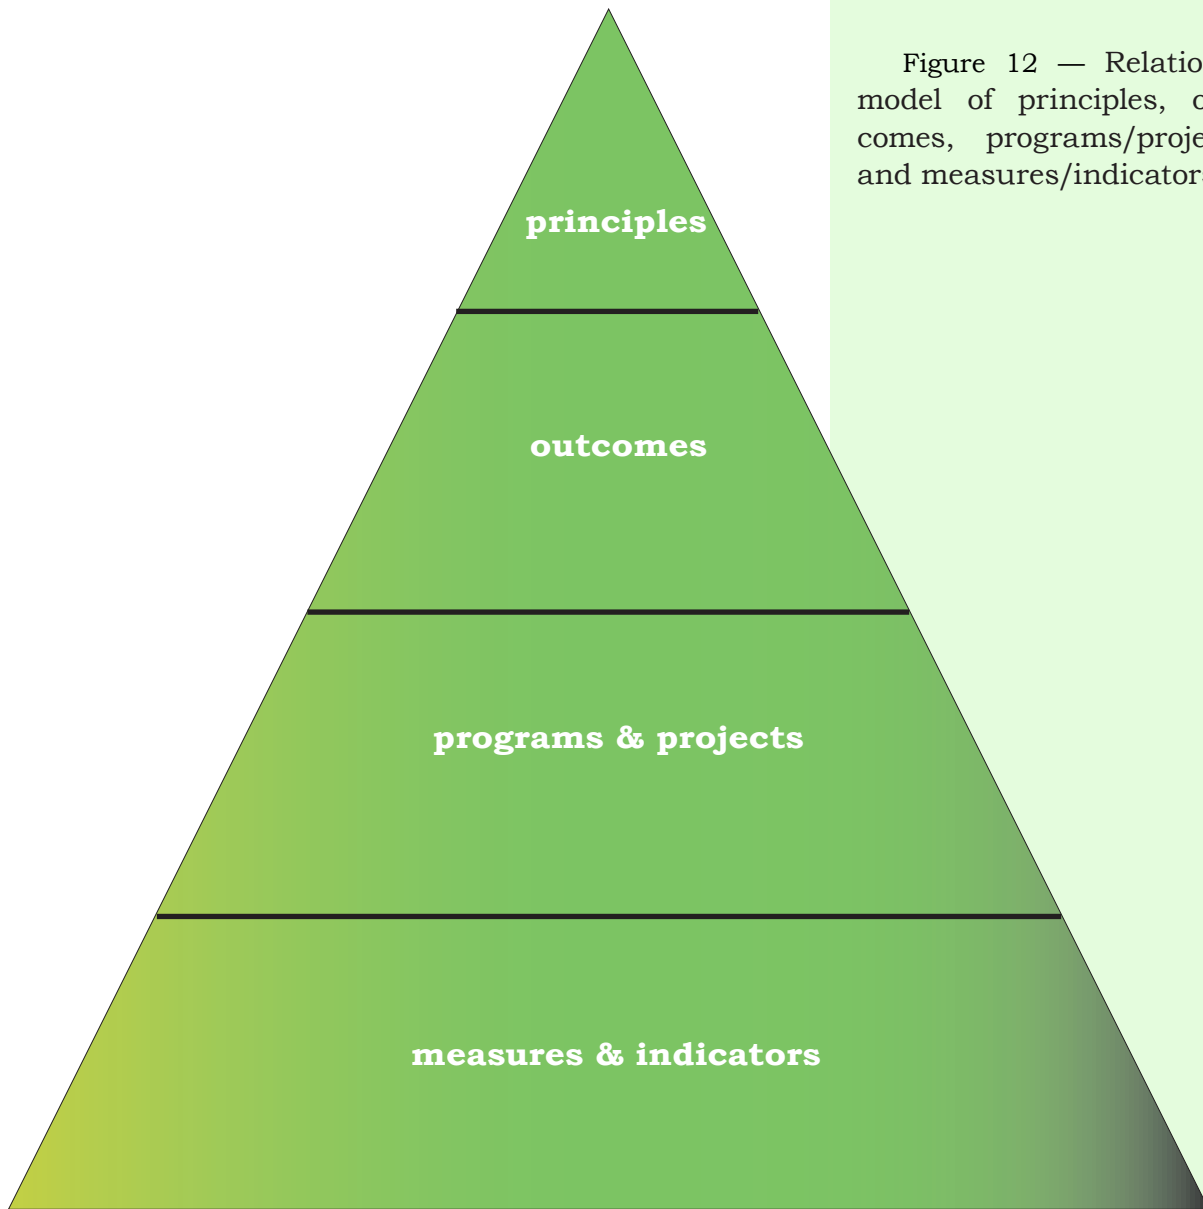 Figure 12 — Relatio
model of principles, o
comes, programs/proje
and measures/indicator
principles
outcomes
programs & projects
measures & indicators